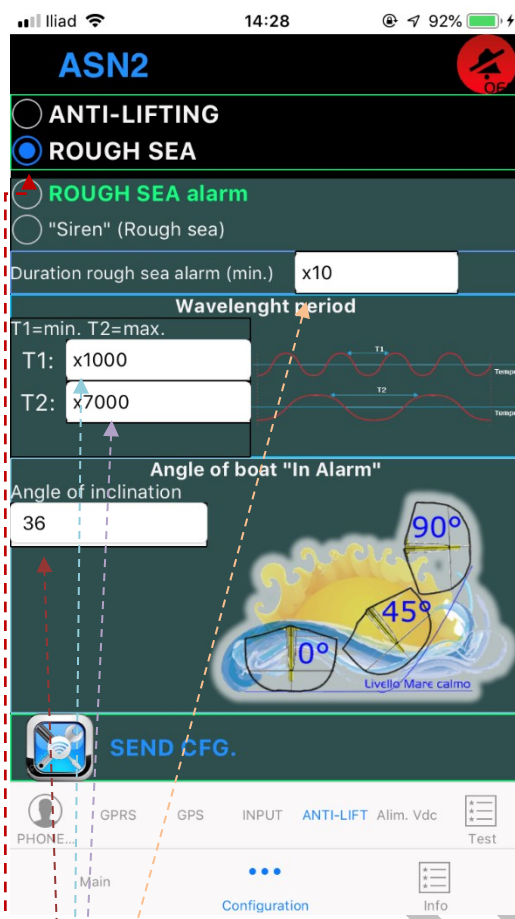 Iliad 14:28 92%
ASN2
OFF
ANTI-LIFTING
ROUGH SEA
ROUGH SEA alarm
"Siren" (Rough sea)
Duration rough sea alarm (min.) x10
Wavelenght period
T1=min. T2=max.
T1: x1000
T1
Tempo
T2: x7000
T2
Tempo
Angle of boat "In Alarm"
Angle of inclination
36
90°
45°
0°
Livello Mare calmo
SEND CFG.
PHONE... GPRS GPS INPUT ANTI-LIFT Alim. Vdc Test
Main Configuration Info